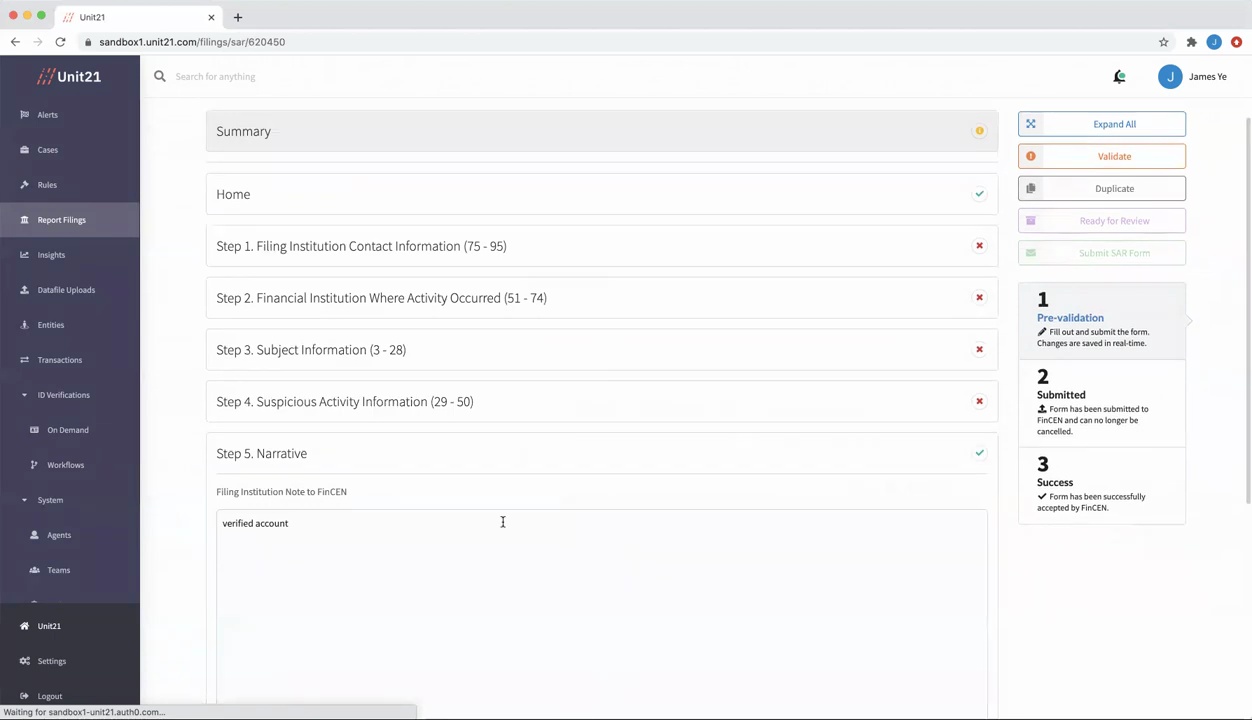 Unit21
sandbox1.unit21.com/filings/sar/620450
J
Unit21
Search for anything
J
James Ye
Alerts
Cases
Rules
Report Filings
Insights
Datafile Uploads
Entities
Transactions
ID Verifications
On Demand
Workflows
System
Agents
Teams
Unit21
Settings
Logout
Summary
Home
Step 1. Filing Institution Contact Information (75 - 95)
Step 2. Financial Institution Where Activity Occurred (51 - 74)
Step 3. Subject Information (3 - 28)
Step 4. Suspicious Activity Information (29 - 50)
Step 5. Narrative
Filing Institution Note to FinCEN
verified account
Expand All
Validate
Duplicate
Ready for Review
Submit SAR Form
1
Pre-validation
Fill out and submit the form.
Changes are saved in real-time.
2
Submitted
Form has been submitted to
FinCEN and can no longer be
cancelled.
3
Success
Form has been successfully
accepted by FinCEN.
Waiting for sandbox1-unit21.auth0.com...